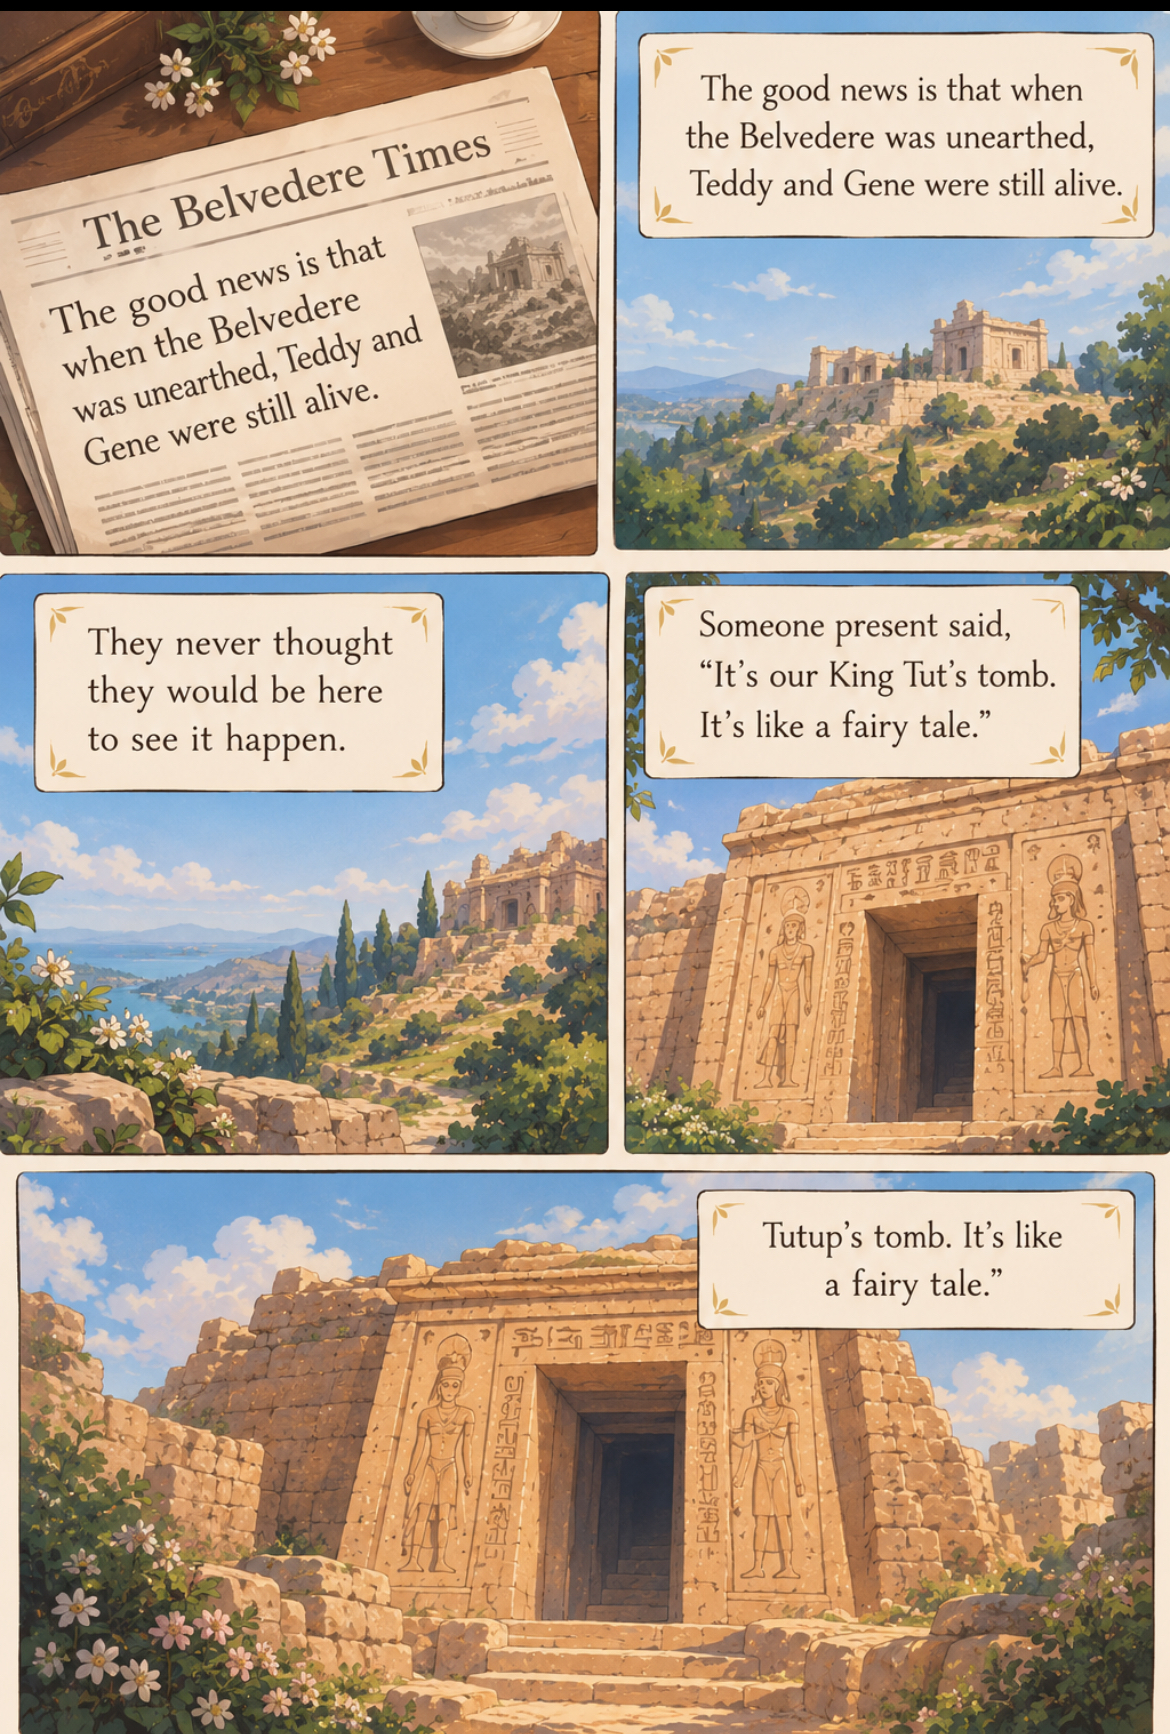 The Belvedere Times
The good news is that
when the Belvedere
was unearthed, Teddy and
Gene were still alive.
The good news is that when
the Belvedere was unearthed,
Teddy and Gene were still alive.
They never thought
they would be here
to see it happen.
Someone present said,
“It’s our King Tut’s tomb.
It’s like a fairy tale.”
Tutup’s tomb. It’s like
a fairy tale.”